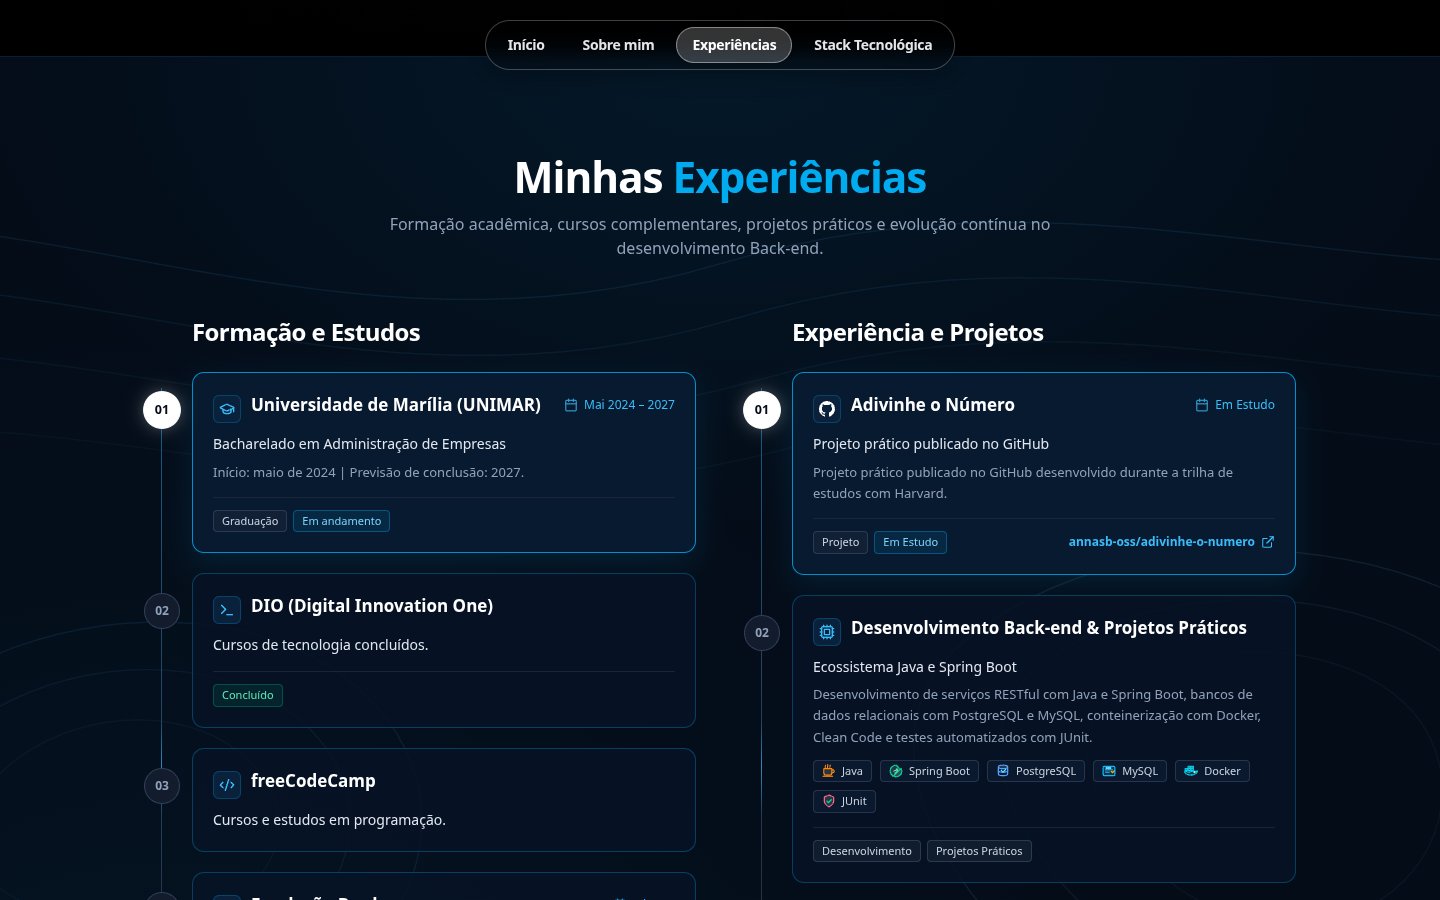 Início
Sobre mim
Experiências
Stack Tecnológica
Minhas Experiências
Formação acadêmica, cursos complementares, projetos práticos e evolução contínua no
desenvolvimento Back-end.
Formação e Estudos
01
Universidade de Marília (UNIMAR)
Mai 2024 – 2027
Bacharelado em Administração de Empresas
Início: maio de 2024 | Previsão de conclusão: 2027.
Graduação
Em andamento
02
DIO (Digital Innovation One)
Cursos de tecnologia concluídos.
Concluído
03
freeCodeCamp
Cursos e estudos em programação.
Experiência e Projetos
01
Adivinhe o Número
Em Estudo
Projeto prático publicado no GitHub
Projeto prático publicado no GitHub desenvolvido durante a trilha de
estudos com Harvard.
Projeto
Em Estudo
annasb-oss/adivinhe-o-numero
02
Desenvolvimento Back-end & Projetos Práticos
Ecossistema Java e Spring Boot
Desenvolvimento de serviços RESTful com Java e Spring Boot, bancos de
dados relacionais com PostgreSQL e MySQL, conteinerização com Docker,
Clean Code e testes automatizados com JUnit.
Java
Spring Boot
PostgreSQL
MySQL
Docker
JUnit
Desenvolvimento
Projetos Práticos